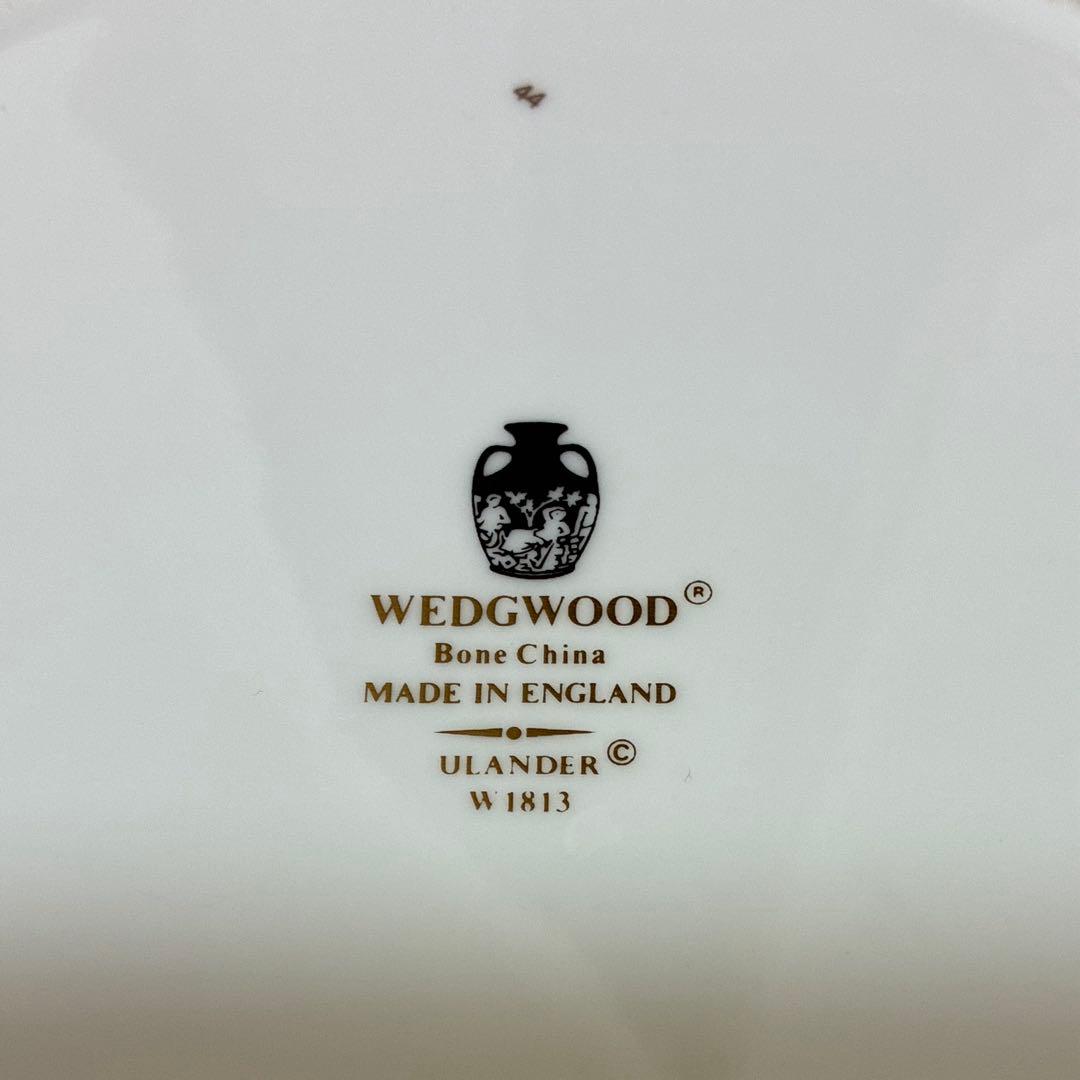 44
WEDGWOOD®
Bone China
MADE IN ENGLAND
ULANDER©
W1813